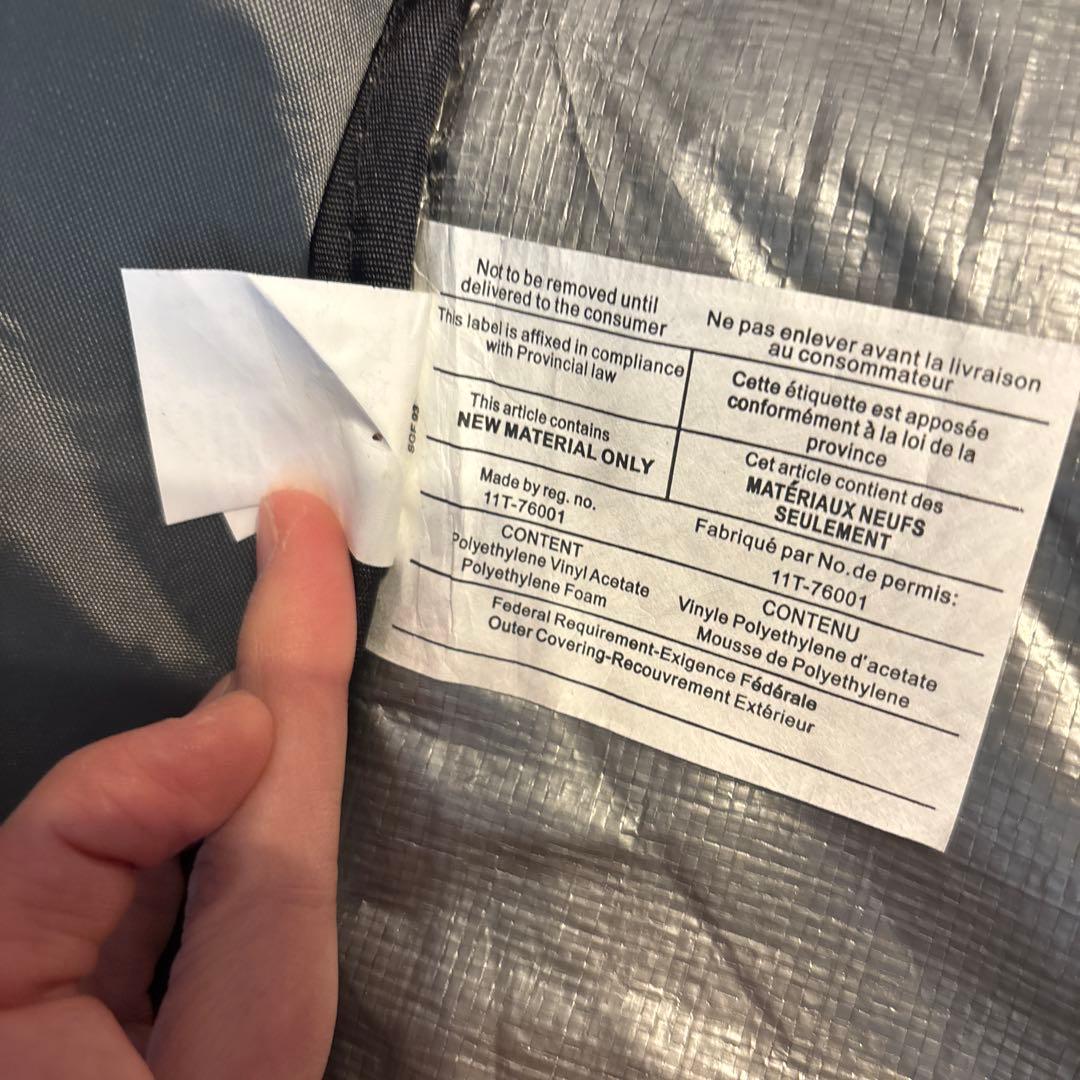 Not to be removed until
delivered to the consumer
Ne pas enlever avant la livraison
au consommateur
This label is affixed in compliance
with Provincial law
Cette étiquette est apposée
conformément à la loi de la
province
This article contains
NEW MATERIAL ONLY
Cet article contient des
MATÉRIAUX NEUFS
SEULEMENT
Made by reg. no.
11T-76001
Fabriqué par No.de permis:
11T-76001
CONTENT
Polyethylene Vinyl Acetate
Polyethylene Foam
CONTENU
Vinyle Polyethylene d'acetate
Mousse de Polyethylene
Federal Requirement-Exigence Fédérale
Outer Covering-Recouvrement Extérieur